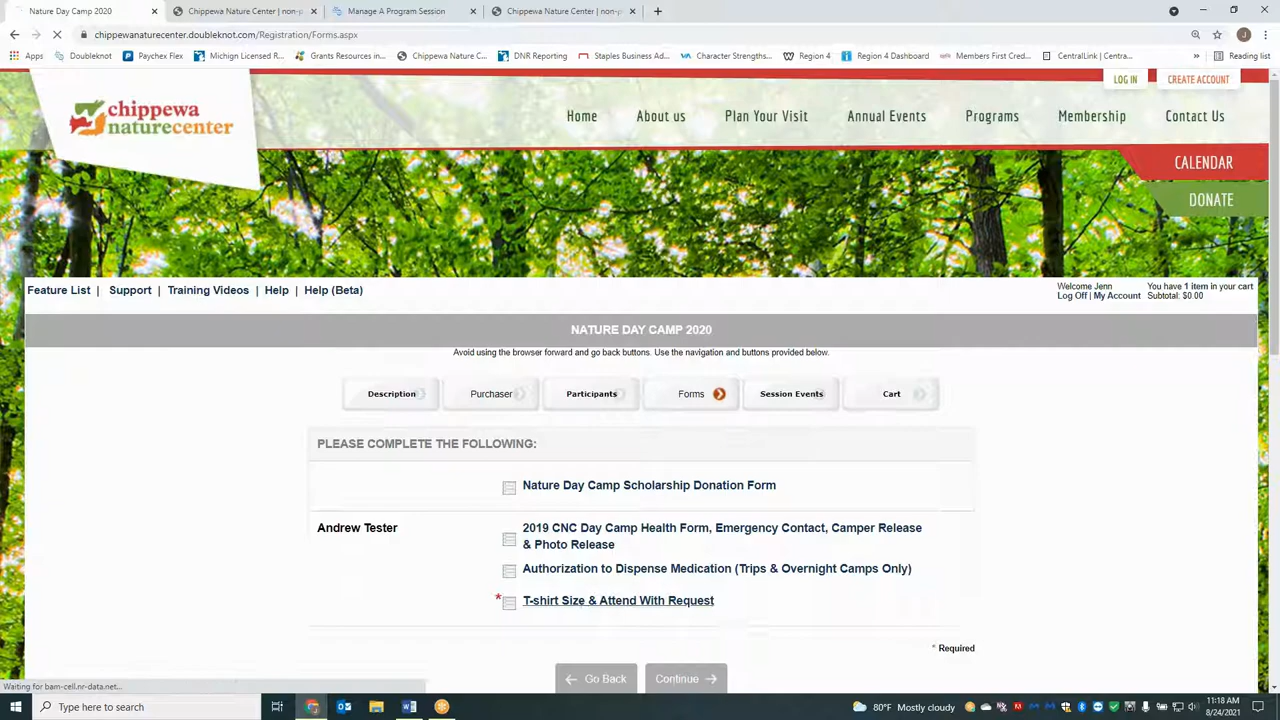 Nature Day Camp 2020
Chippewa Nature Center | non-p
Manage A Program Session
Chippewa Nature Center | non-p
chippewanaturecenter.doubleknot.com/Registration/Forms.aspx
Apps
Doubleknot
Paychex Flex
Michign Licensed R...
Grants Resources in...
Chippewa Nature C...
DNR Reporting
Staples Business Ad...
Character Strengths...
Region 4
Region 4 Dashboard
Members First Cred...
CentralLink | Centra...
»
Reading list
LOG IN
CREATE ACCOUNT
chippewa
naturecenter
Home
About us
Plan Your Visit
Annual Events
Programs
Membership
Contact Us
CALENDAR
DONATE
Feature List | Support | Training Videos | Help | Help (Beta)
Welcome Jenn
Log Off | My Account
You have 1 item in your cart
Subtotal: $0.00
NATURE DAY CAMP 2020
Avoid using the browser forward and go back buttons. Use the navigation and buttons provided below.
Description
Purchaser
Participants
Forms
Session Events
Cart
PLEASE COMPLETE THE FOLLOWING:
Nature Day Camp Scholarship Donation Form
Andrew Tester
2019 CNC Day Camp Health Form, Emergency Contact, Camper Release
& Photo Release
Authorization to Dispense Medication (Trips & Overnight Camps Only)
* T-shirt Size & Attend With Request
* Required
Go Back
Continue
Waiting for bam-cell.nr-data.net...
Type here to search
80°F Mostly cloudy
11:18 AM
8/24/2021